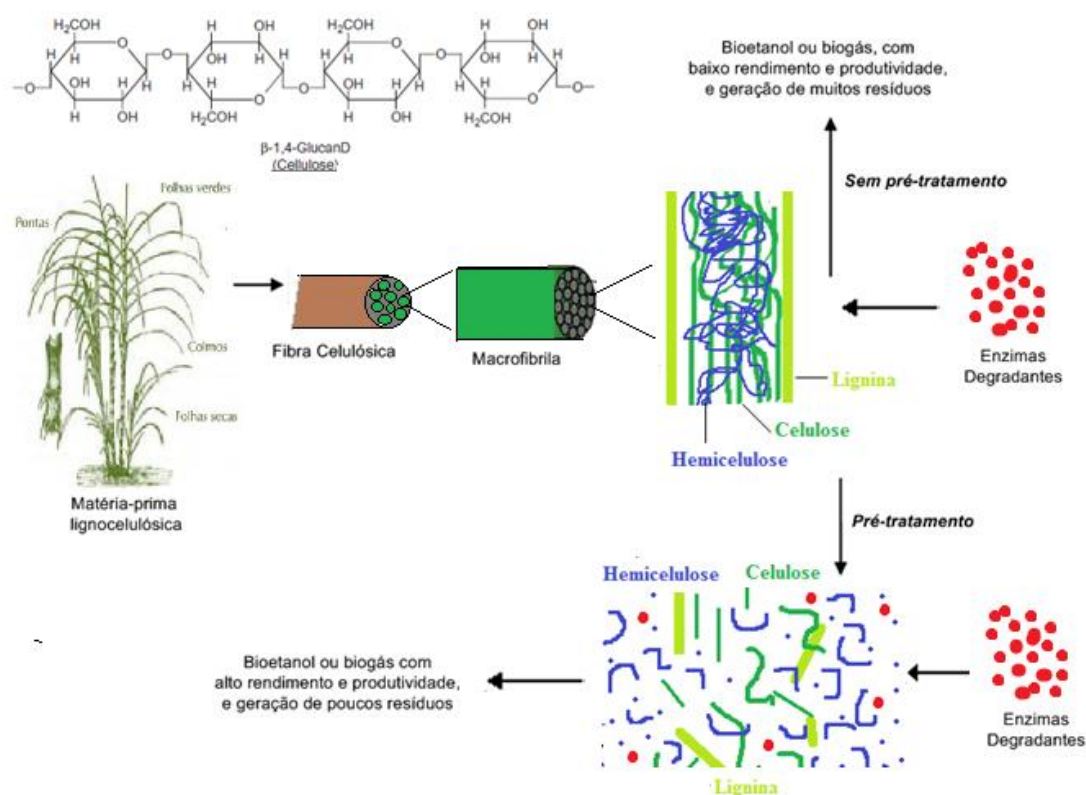 H₂COH H OH H₂COH H OH
H O H O H OH H H O H O H OH H H
—O OH H H H O O OH H H H O O—
H OH H₂COH H OH H₂COH
β-1,4-GlucanD
(Cellulose)
Bioetanol ou biogás, com
baixo rendimento e produtividade,
e geração de muitos resíduos
Sem pré-tratamento
Folhas verdes
Pontas
Colmos
Folhas secas
Matéria-prima
lignocelulósica
Fibra Celulósica
Macrofibrila
Lignina
Celulose
Hemicelulose
Enzimas
Degradantes
Pré-tratamento
Hemicelulose
Celulose
Lignina
Enzimas
Degradantes
Bioetanol ou biogás com
alto rendimento e produtividade,
e geração de poucos resíduos